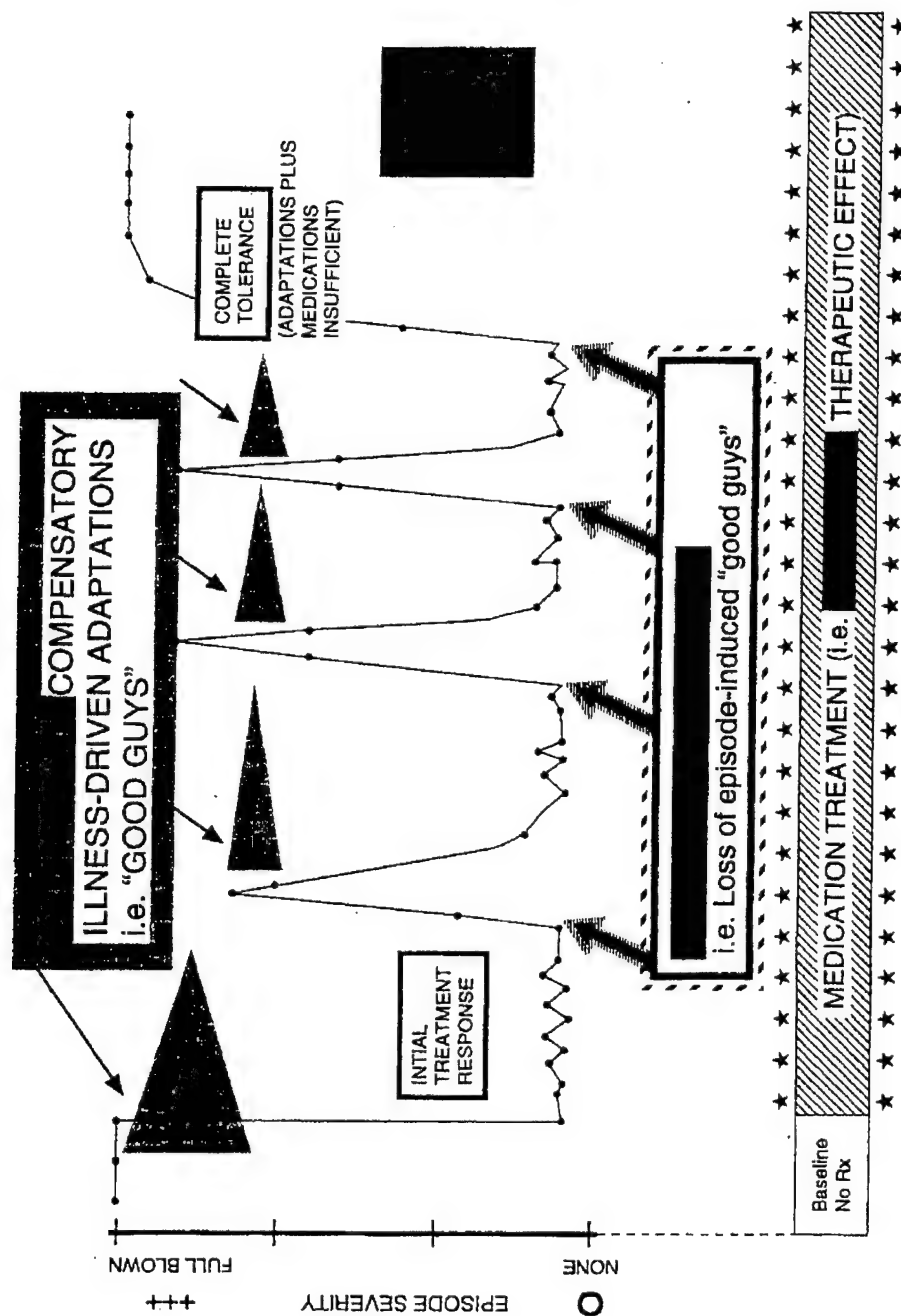 COMPENSATORY
ILLNESS-DRIVEN ADAPTATIONS
i.e. "GOOD GUYS"
COMPLETE
TOLERANCE
(ADAPTATIONS PLUS
MEDICATIONS
INSUFFICIENT)
INTIAL
TREATMENT
RESPONSE
+++
FULL BLOWN
EPISODE SEVERITY
NONE
O
i.e. Loss of episode-induced "good guys"
Baseline
No Rx
MEDICATION TREATMENT (i.e. THERAPEUTIC EFFECT)